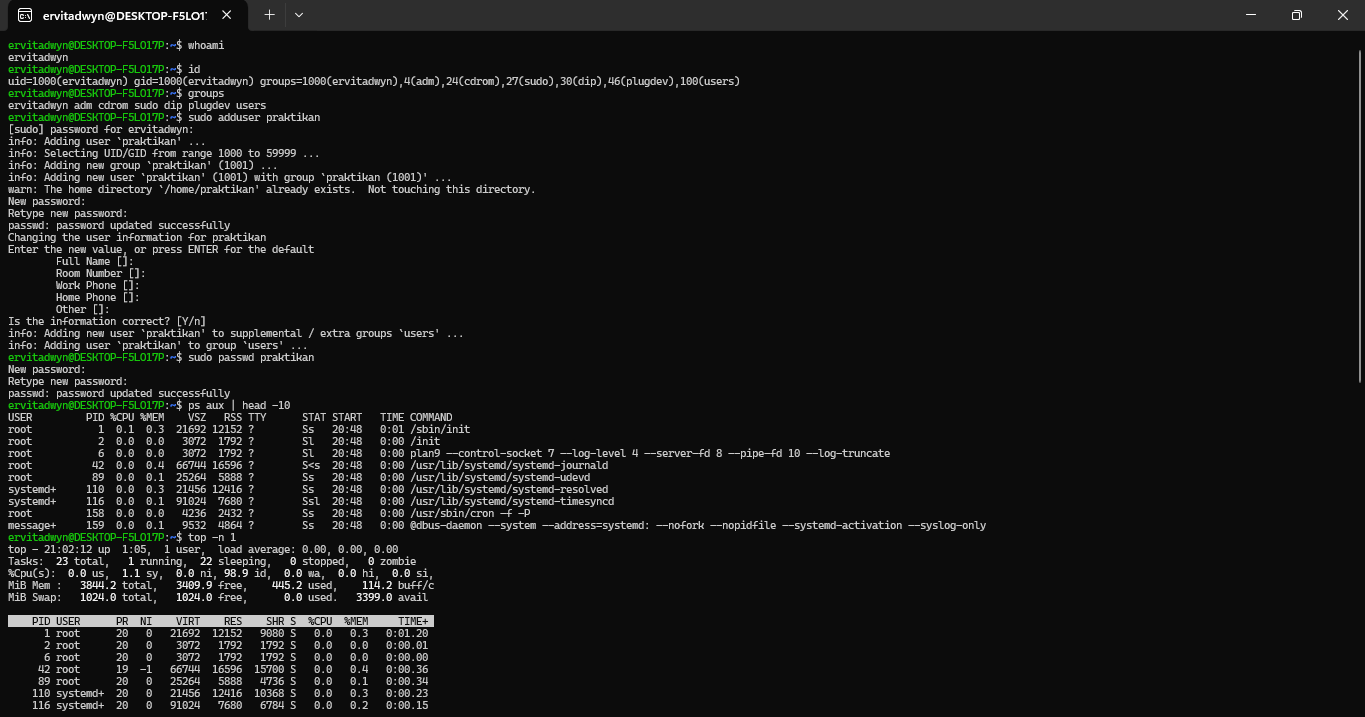 ervitadwyn@DESKTOP-F5LO1
ervitadwyn@DESKTOP-F5LO17P:~$ whoami
ervitadwyn
ervitadwyn@DESKTOP-F5LO17P:~$ id
uid=1000(ervitadwyn) gid=1000(ervitadwyn) groups=1000(ervitadwyn),4(adm),24(cdrom),27(sudo),30(dip),46(plugdev),100(users)
ervitadwyn@DESKTOP-F5LO17P:~$ groups
ervitadwyn adm cdrom sudo dip plugdev users
ervitadwyn@DESKTOP-F5LO17P:~$ sudo adduser praktikan
[sudo] password for ervitadwyn:
info: Adding user `praktikan' ...
info: Selecting UID/GID from range 1000 to 59999 ...
info: Adding new group `praktikan' (1001) ...
info: Adding new user `praktikan' (1001) with group `praktikan (1001)' ...
warn: The home directory `/home/praktikan' already exists.  Not touching this directory.
New password:
Retype new password:
passwd: password updated successfully
Changing the user information for praktikan
Enter the new value, or press ENTER for the default
        Full Name []:
        Room Number []:
        Work Phone []:
        Home Phone []:
        Other []:
Is the information correct? [Y/n]
info: Adding new user `praktikan' to supplemental / extra groups `users' ...
info: Adding user `praktikan' to group `users' ...
ervitadwyn@DESKTOP-F5LO17P:~$ sudo passwd praktikan
New password:
Retype new password:
passwd: password updated successfully
ervitadwyn@DESKTOP-F5LO17P:~$ ps aux | head -10
USER         PID %CPU %MEM    VSZ   RSS TTY      STAT START   TIME COMMAND
root           1  0.1  0.3  21692 12152 ?        Ss   20:48   0:01 /sbin/init
root           2  0.0  0.0   3072  1792 ?        Sl   20:48   0:00 /init
root           6  0.0  0.0   3072  1792 ?        Sl   20:48   0:00 plan9 --control-socket 7 --log-level 4 --server-fd 8 --pipe-fd 10 --log-truncate
root          42  0.0  0.4  66744 16596 ?        S<s  20:48   0:00 /usr/lib/systemd/systemd-journald
root          89  0.0  0.1  25264  5888 ?        Ss   20:48   0:00 /usr/lib/systemd/systemd-udevd
systemd+     110  0.0  0.3  21456 12416 ?        Ss   20:48   0:00 /usr/lib/systemd/systemd-resolved
systemd+     116  0.0  0.1  91024  7680 ?        Ssl  20:48   0:00 /usr/lib/systemd/systemd-timesyncd
root         158  0.0  0.0   4236  2432 ?        Ss   20:48   0:00 /usr/sbin/cron -f -P
message+     159  0.0  0.1   9532  4864 ?        Ss   20:48   0:00 @dbus-daemon --system --address=systemd: --nofork --nopidfile --systemd-activation --syslog-only
ervitadwyn@DESKTOP-F5LO17P:~$ top -n 1
top - 21:02:12 up  1:05,  1 user,  load average: 0.00, 0.00, 0.00
Tasks:  23 total,   1 running,  22 sleeping,   0 stopped,   0 zombie
%Cpu(s):  0.0 us,  1.1 sy,  0.0 ni, 98.9 id,  0.0 wa,  0.0 hi,  0.0 si,
MiB Mem :   3844.2 total,   3409.9 free,    445.2 used,    114.2 buff/c
MiB Swap:   1024.0 total,   1024.0 free,      0.0 used.   3399.0 avail
    PID USER      PR  NI    VIRT    RES    SHR S  %CPU  %MEM     TIME+
      1 root      20   0   21692  12152   9080 S   0.0   0.3   0:01.20
      2 root      20   0    3072   1792   1792 S   0.0   0.0   0:00.01
      6 root      20   0    3072   1792   1792 S   0.0   0.0   0:00.00
     42 root      19  -1   66744  16596  15700 S   0.0   0.4   0:00.36
     89 root      20   0   25264   5888   4736 S   0.0   0.1   0:00.34
    110 systemd+  20   0   21456  12416  10368 S   0.0   0.3   0:00.23
    116 systemd+  20   0   91024   7680   6784 S   0.0   0.2   0:00.15